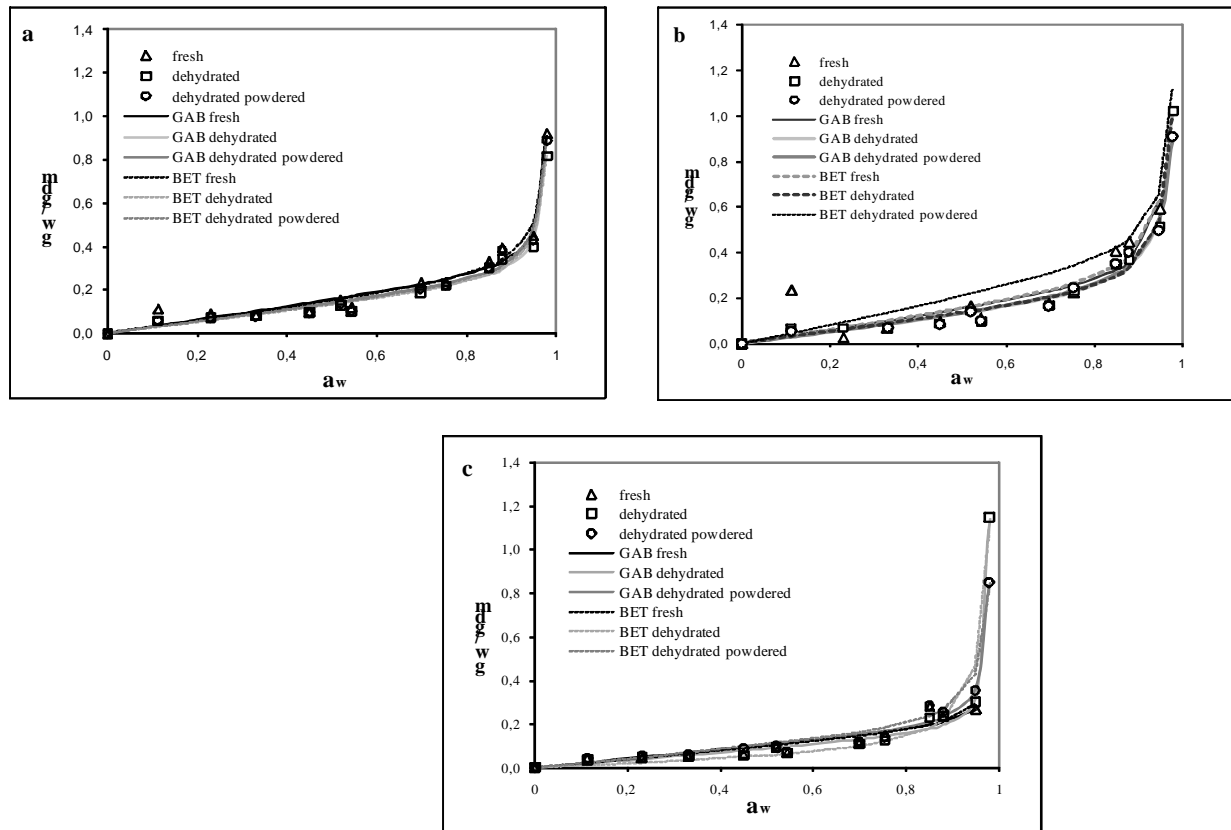 a
1,4
1,2
1,0
0,8
0,6
0,4
0,2
0,0
0
0,2
0,4
0,6
0,8
1
gw/gdm
aw
fresh
dehydrated
dehydrated powdered
GAB fresh
GAB dehydrated
GAB dehydrated powdered
BET fresh
BET dehydrated
BET dehydrated powdered
b
1,4
1,2
1,0
0,8
0,6
0,4
0,2
0,0
0
0,2
0,4
0,6
0,8
1
gw/gdm
aw
fresh
dehydrated
dehydrated powdered
GAB fresh
GAB dehydrated
GAB dehydrated powdered
BET fresh
BET dehydrated
BET dehydrated powdered
c
1,4
1,2
1,0
0,8
0,6
0,4
0,2
0,0
0
0,2
0,4
0,6
0,8
1
gw/gdm
aw
fresh
dehydrated
dehydrated powdered
GAB fresh
GAB dehydrated
GAB dehydrated powdered
BET fresh
BET dehydrated
BET dehydrated powdered